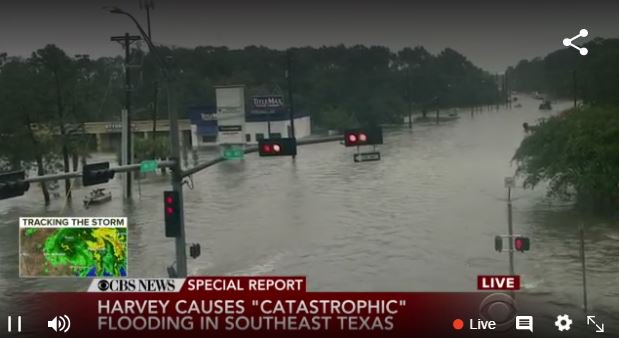 TITLEMAX
TRACKING THE STORM
CBS NEWS SPECIAL REPORT
LIVE
HARVEY CAUSES "CATASTROPHIC"
FLOODING IN SOUTHEAST TEXAS
Live